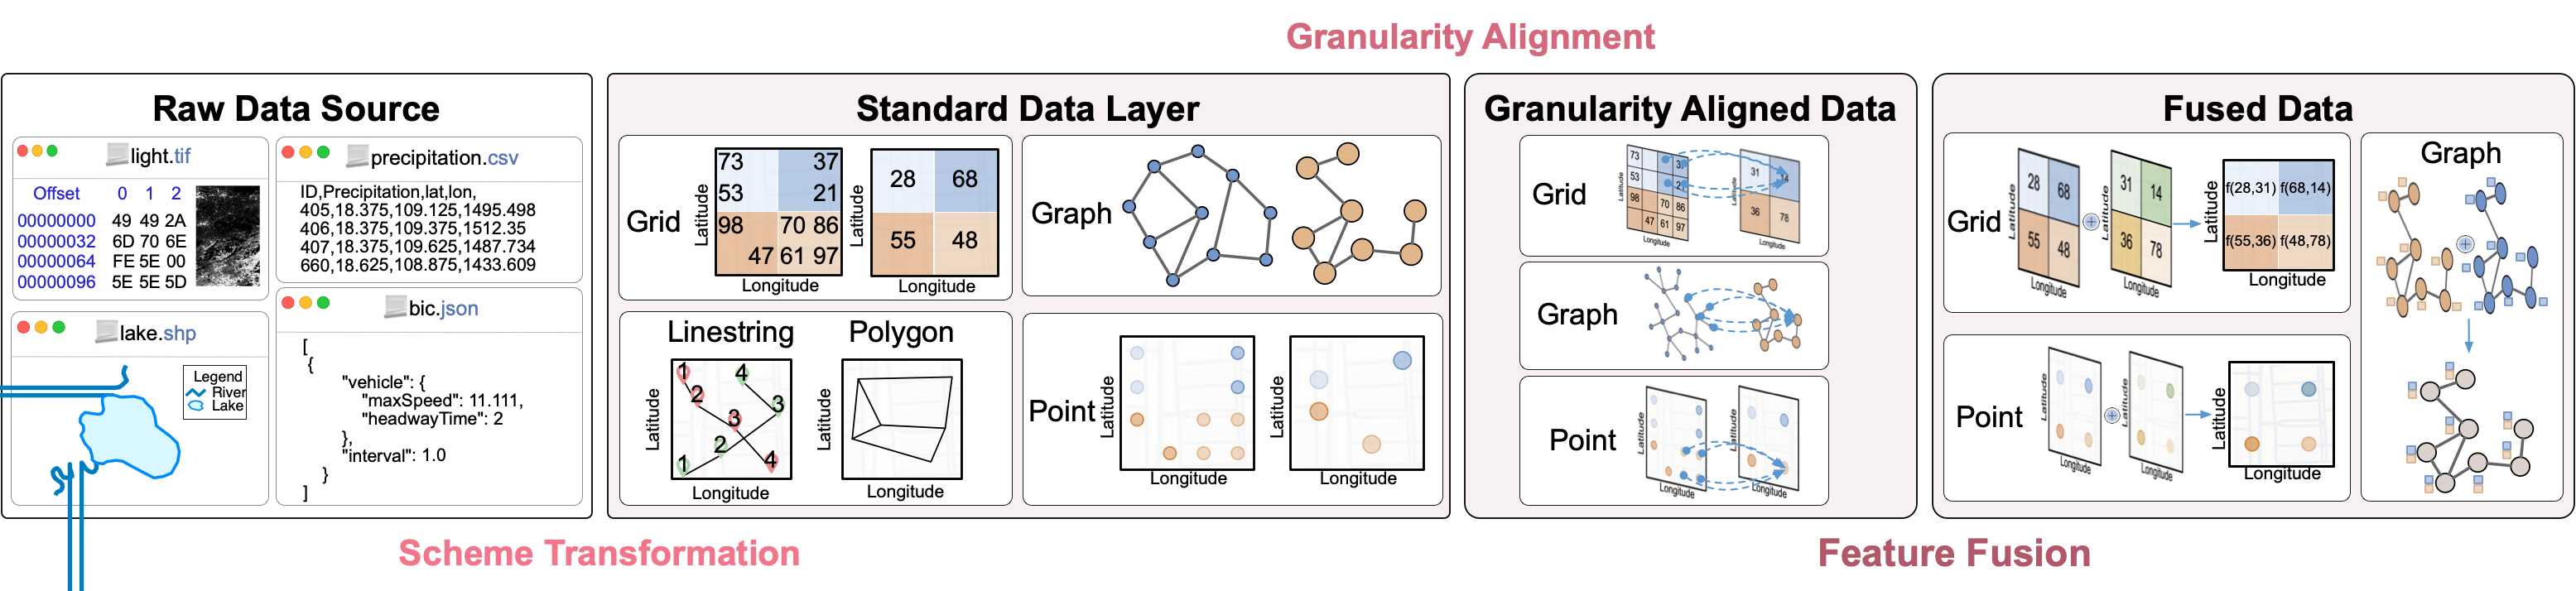 Granularity Alignment
Raw Data Source
light.tif
Offset 0 1 2
00000000 49 49 2A
00000032 6D 70 6E
00000064 FE 5E 00
00000096 5E 5E 5D
precipitation.csv
ID,Precipitation,lat,lon,
405,18.375,109.125,1495.498
406,18.375,109.375,1512.35
407,18.375,109.625,1487.734
660,18.625,108.875,1433.609
lake.shp
Legend
River
Lake
bic.json
[
{
"vehicle": {
"maxSpeed": 11.111,
"headwayTime": 2
},
"interval": 1.0
}
]
Standard Data Layer
Grid
Latitude
73 37
53 21
98 70 86
47 61 97
Longitude
Latitude
28 68
55 48
Longitude
Graph
Linestring
Latitude
1 4
2
3 3
2
1 4
Longitude
Polygon
Latitude
Longitude
Point
Latitude
Longitude
Latitude
Longitude
Granularity Aligned Data
Grid
Latitude
73 37
53 21
98 70 86
47 61 97
Longitude
Latitude
31 14
36 78
Longitude
Graph
Point
Latitude
Longitude
Latitude
Longitude
Fused Data
Grid
Latitude
28 68
55 48
Longitude
Latitude
31 14
36 78
Longitude
Latitude
f(28,31) f(68,14)
f(55,36) f(48,78)
Longitude
Point
Latitude
Longitude
Latitude
Longitude
Latitude
Longitude
Graph
Scheme Transformation
Feature Fusion